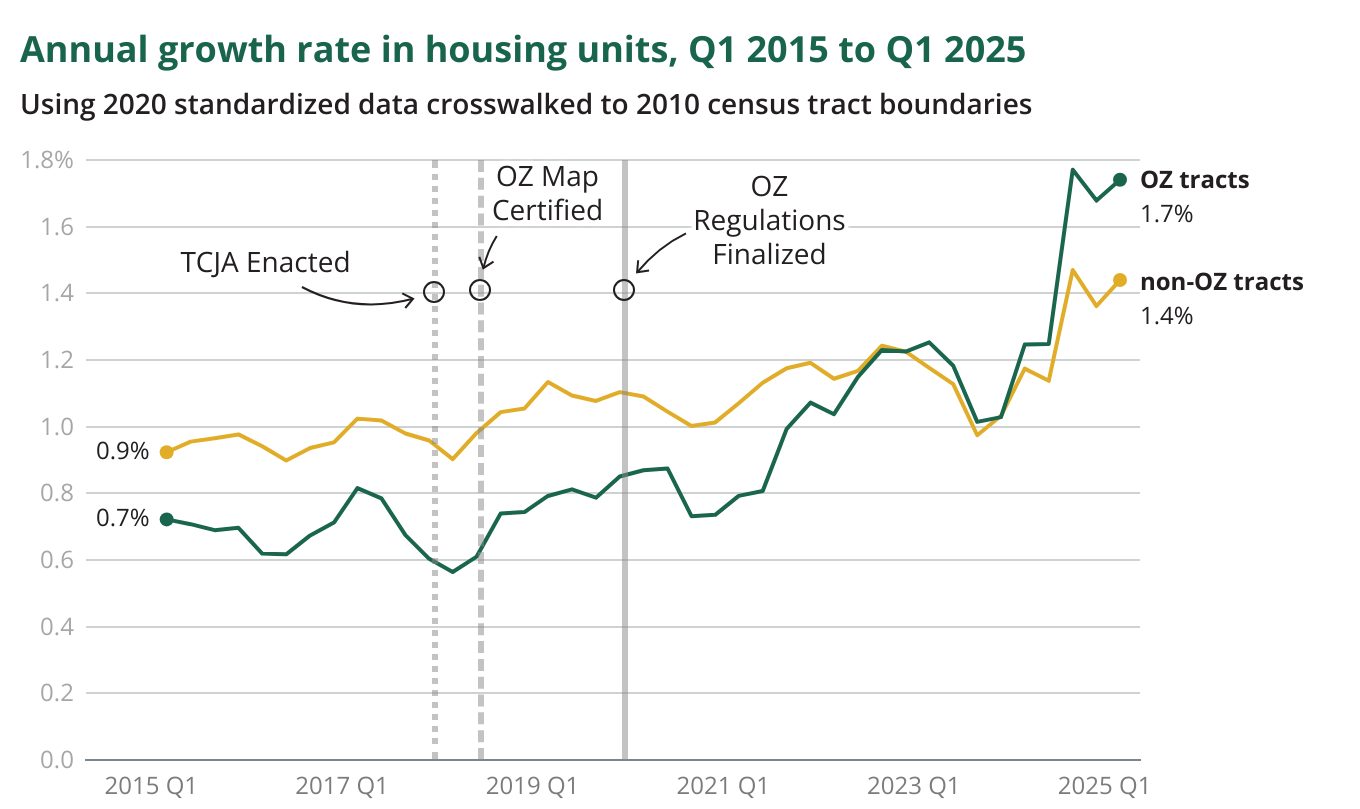 Annual growth rate in housing units, Q1 2015 to Q1 2025
Using 2020 standardized data crosswalked to 2010 census tract boundaries
1.8%
1.6
1.4
1.2
1.0
0.8
0.6
0.4
0.2
0.0
TCJA Enacted
OZ Map
Certified
OZ
Regulations
Finalized
OZ tracts
1.7%
non-OZ tracts
1.4%
0.9%
0.7%
2015 Q1
2017 Q1
2019 Q1
2021 Q1
2023 Q1
2025 Q1